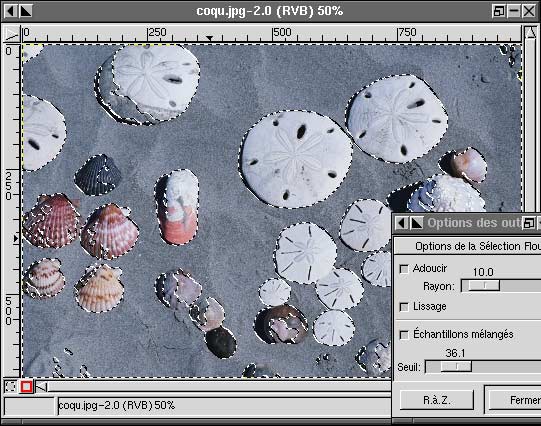 coqu.jpg-2.0 (RVB) 50%
0 250 500 750
0
250
500
Options des out
Options de la Sélection Flou
Adoucir
10.0
Rayon:
Lissage
Échantillons mélangés
36.1
Seuil:
R.à.Z.
Fermer
coqu.jpg-2.0 (RVB) 50%